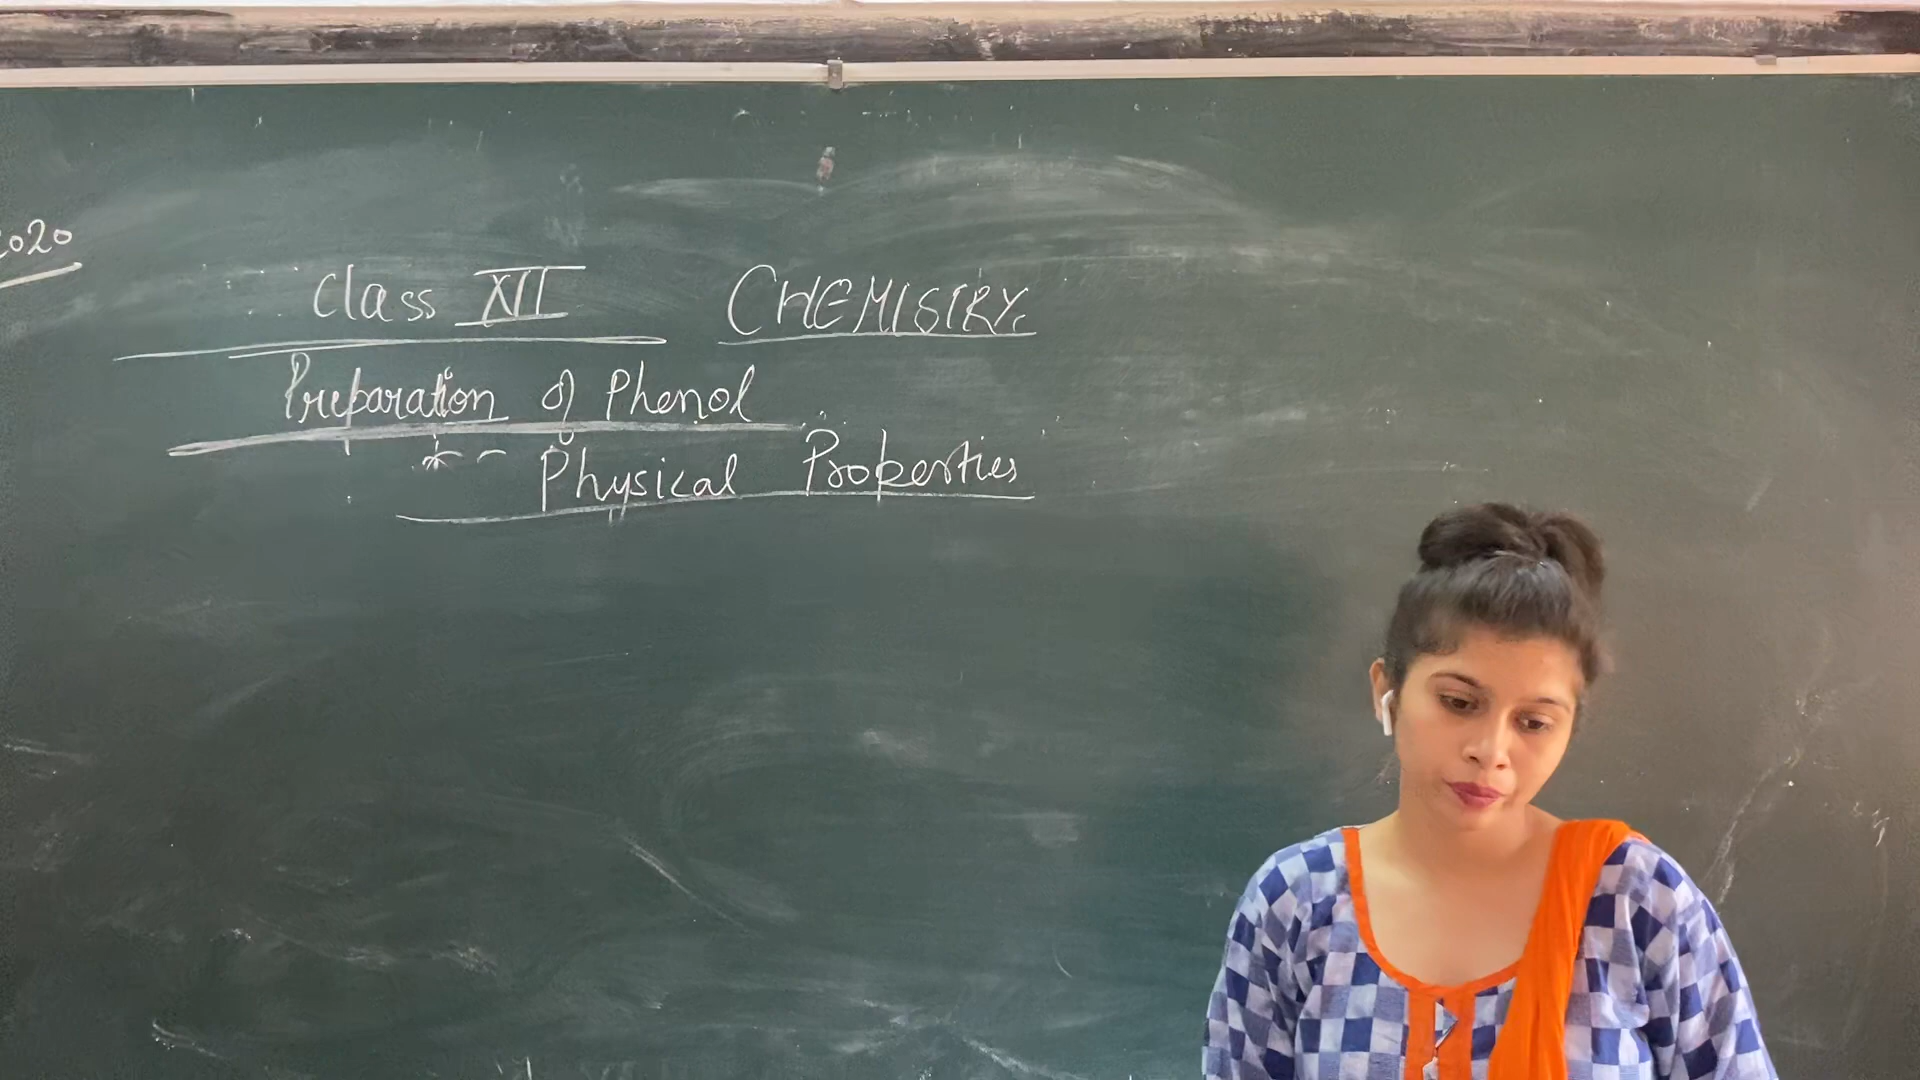 2020
Class XII CHEMISTRY
Preparation of Phenol
Physical Properties